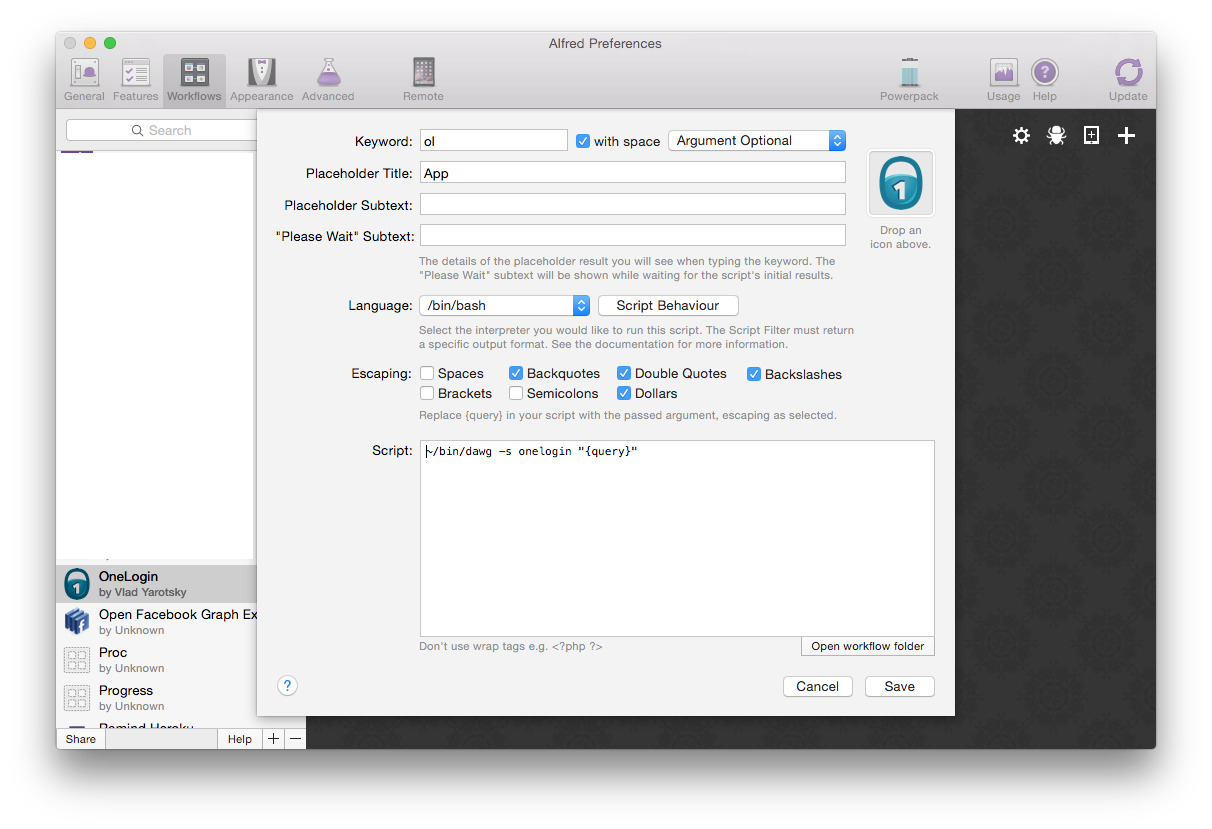 Alfred Preferences
General Features Workflows Appearance Advanced Remote Powerpack Usage Help Update
Search
Keyword: ol with space Argument Optional
Placeholder Title: App
Placeholder Subtext:
"Please Wait" Subtext:
Drop an
icon above.
The details of the placeholder result you will see when typing the keyword. The
"Please Wait" subtext will be shown while waiting for the script's initial results.
Language: /bin/bash Script Behaviour
Select the interpreter you would like to run this script. The Script Filter must return
a specific output format. See the documentation for more information.
Escaping: Spaces Backquotes Double Quotes Backslashes
Brackets Semicolons Dollars
Replace {query} in your script with the passed argument, escaping as selected.
Script: ~/bin/dawg -s onelogin "{query}"
Don't use wrap tags e.g. <?php ?> Open workflow folder
? Cancel Save
1
1
OneLogin
by Vlad Yarotsky
Open Facebook Graph Ex
by Unknown
Proc
by Unknown
Progress
by Unknown
Remind Heroku
Share Help + −